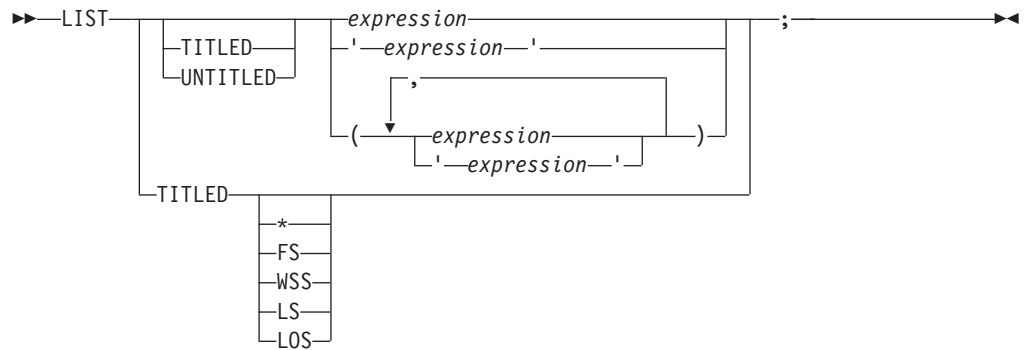 LIST expression ;
TITLED ' expression '
UNTITLED ,
( expression )
' expression '
TITLED
*
FS
WSS
LS
LOS